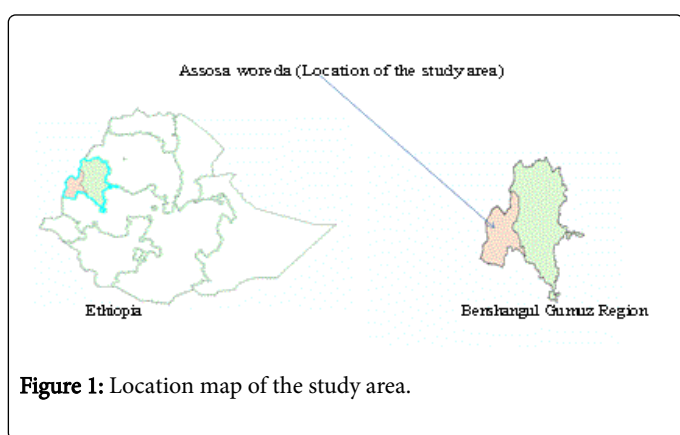 Assosa woreda (Location of the study area)
Ethiopia
Benshangul Gumuz Region
Figure 1: Location map of the study area.